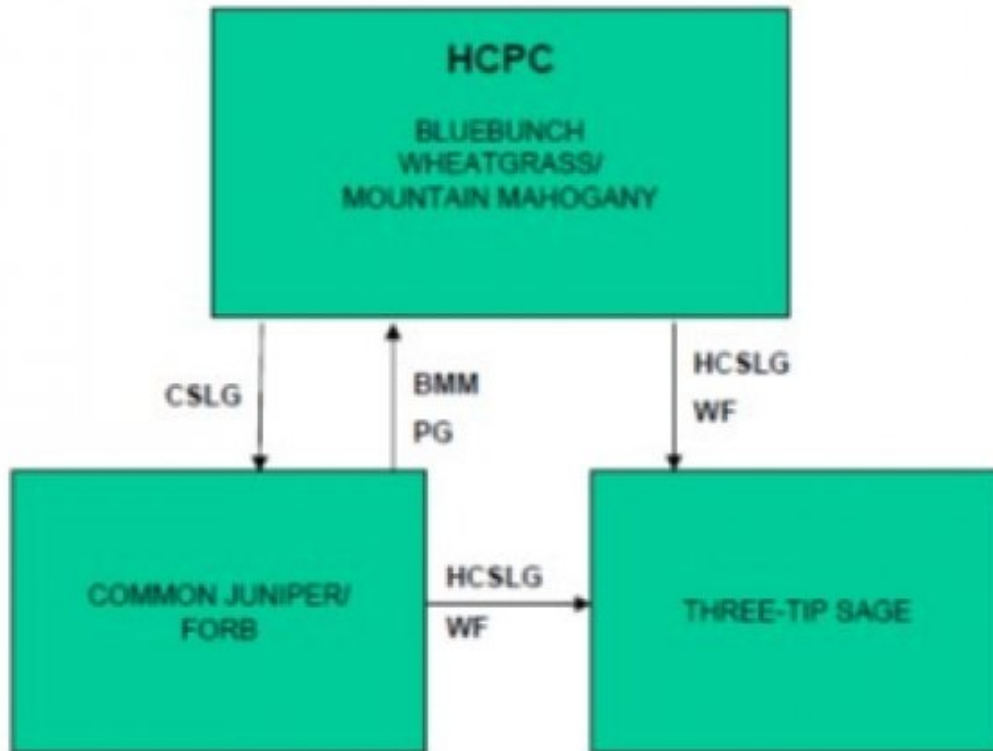 HCPC
BLUEBUNCH
WHEATGRASS/
MOUNTAIN MAHOGANY
CSLG
BMM
PG
HCSLG
WF
COMMON JUNIPER/
FORB
HCSLG
WF
THREE-TIP SAGE